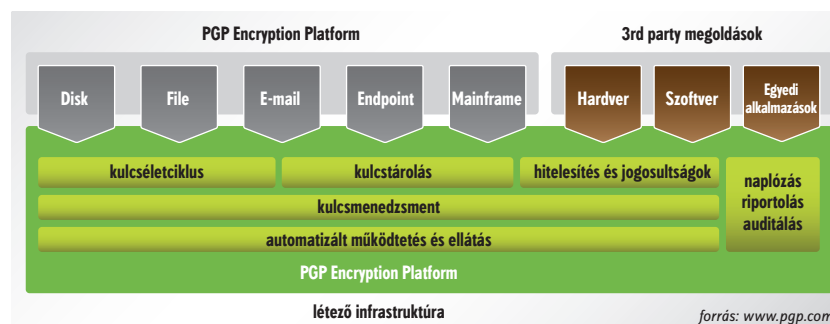 PGP Encryption Platform
3rd party megoldások
Disk
File
E-mail
Endpoint
Mainframe
Hardver
Szoftver
Egyedi
alkalmazások
kulcséletciklus
kulcstárolás
hitelesítés és jogosultságok
naplózás
riportolás
auditálás
kulcsmenedzsment
automatizált működtetés és ellátás
PGP Encryption Platform
létező infrastruktúra
forrás: www.pgp.com